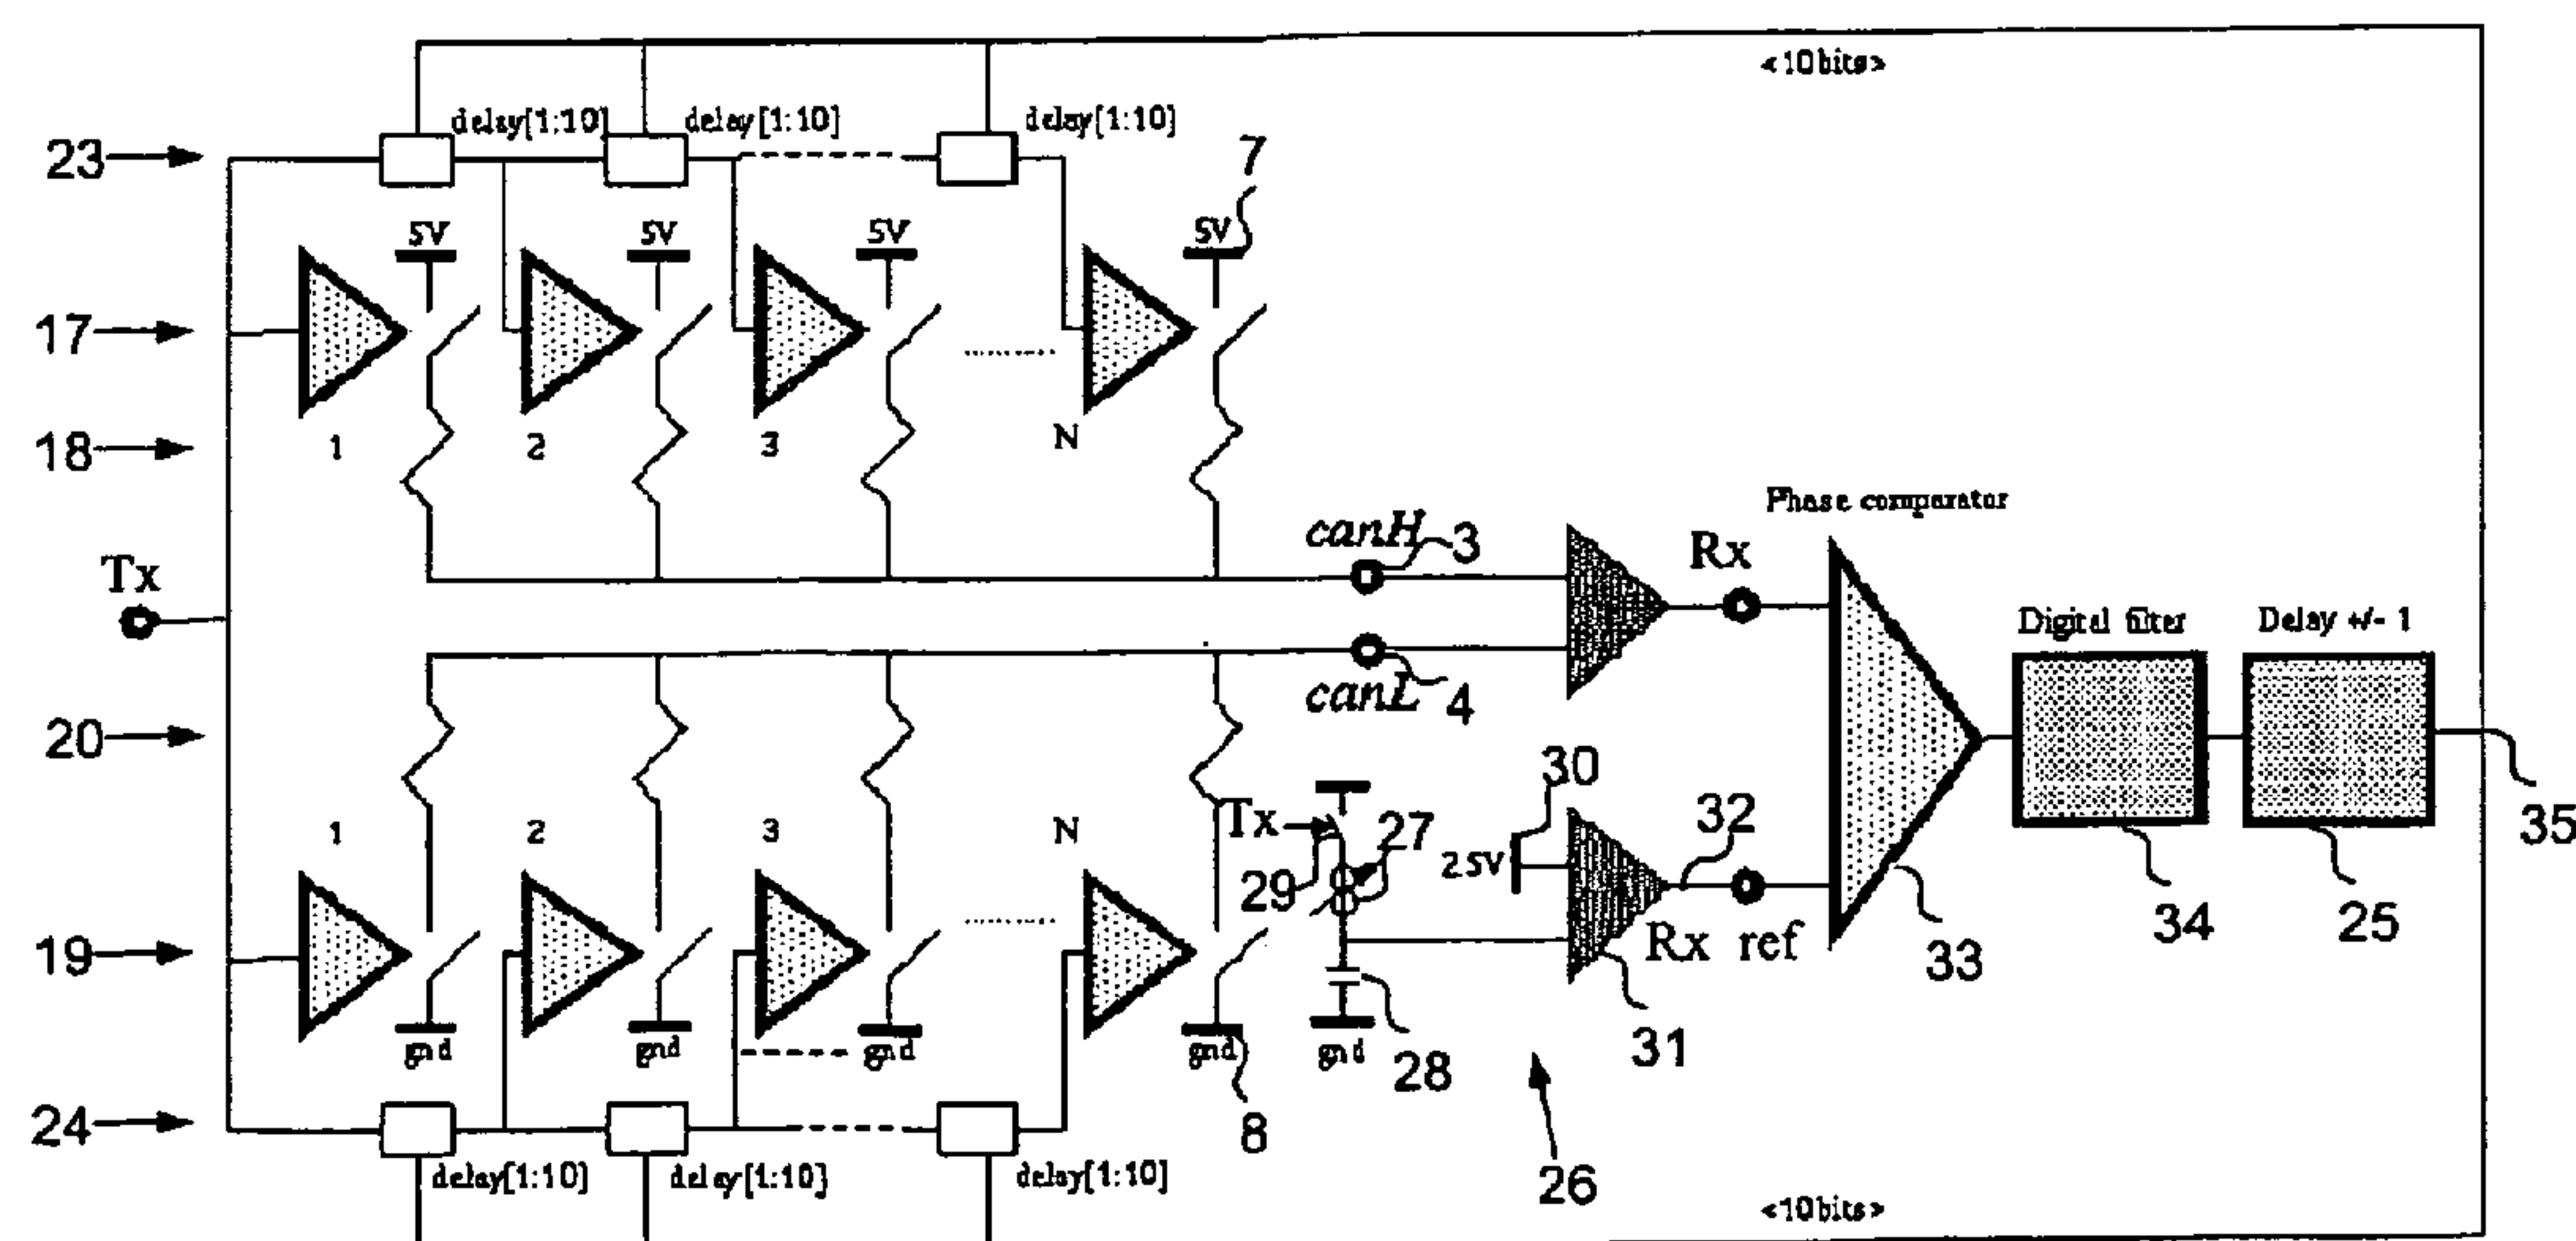 <10bits>
delay[1:10] delay[1:10] delay[1:10]
23
7
5V 5V 5V 5V
17
18
1 2 3 N
Phase comparator
canH 3
Rx
Tx
Digital filter Delay +/- 1
canL 4
20
30
Tx 27
32
35
1 2 3 N
29
2.5V
34 25
19
Rx ref
33
gnd gnd gnd gnd gnd
28
31
24
8
delay[1:10] delay[1:10] delay[1:10]
26
<10bits>